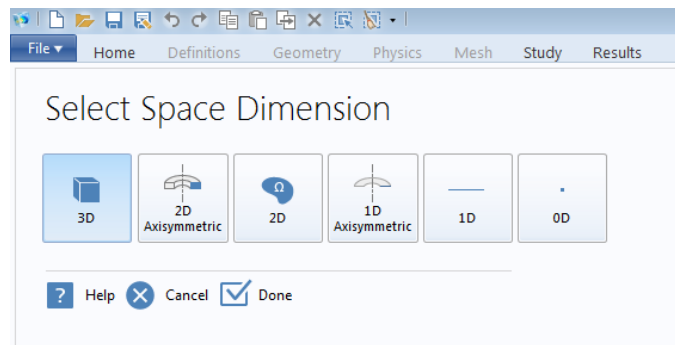 File Home Definitions Geometry Physics Mesh Study Results
Select Space Dimension
3D
2D
Axisymmetric
Ω
2D
1D
Axisymmetric
1D
0D
? Help Cancel Done